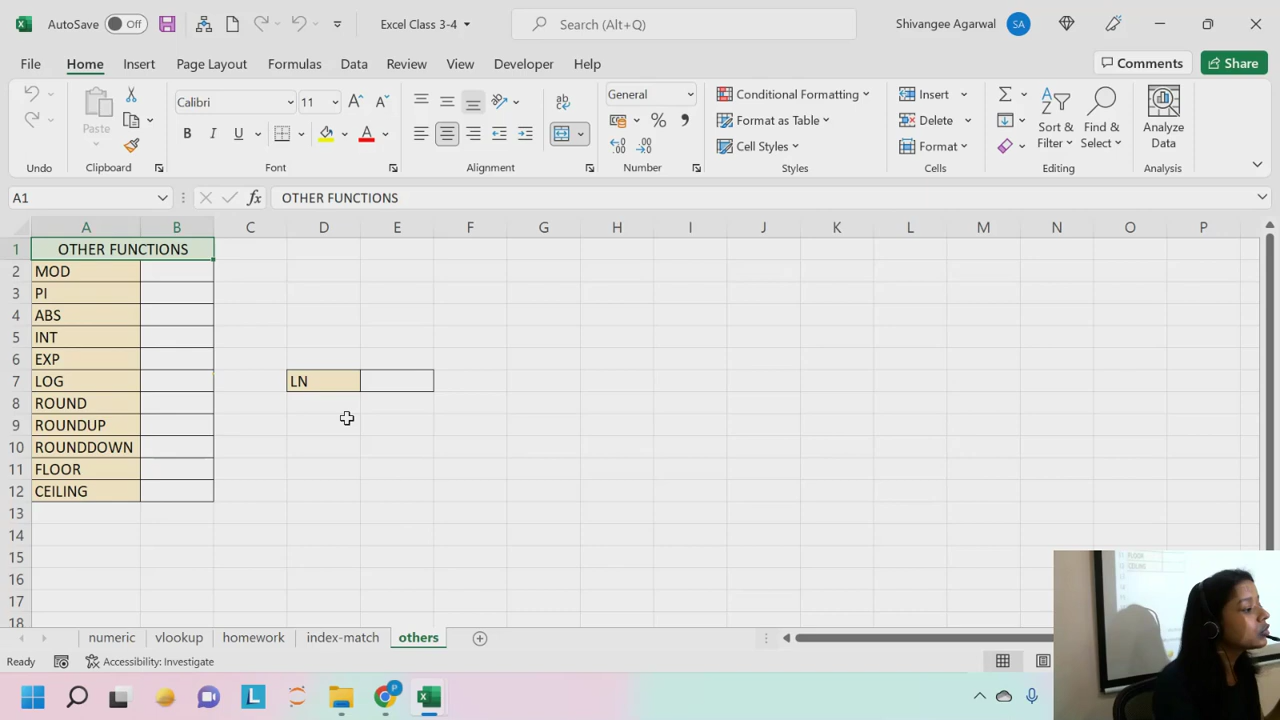 AutoSave Off Excel Class 3-4 Search (Alt+Q) Shivangee Agarwal SA
File Home Insert Page Layout Formulas Data Review View Developer Help Comments Share
Calibri 11 General Conditional Formatting Insert
Paste Format as Table Delete Sort & Find & Analyze
B I U A Cell Styles Format Filter Select Data
Undo Clipboard Font Alignment Number Styles Cells Editing Analysis
A1 fx OTHER FUNCTIONS
A B C D E F G H I J K L M N O P
1 OTHER FUNCTIONS
2 MOD
3 PI
4 ABS
5 INT
6 EXP
7 LOG LN
8 ROUND
9 ROUNDUP
10 ROUNDDOWN
11 FLOOR
12 CEILING
13
14
15
16
17
18
numeric vlookup homework index-match others
Ready Accessibility: Investigate